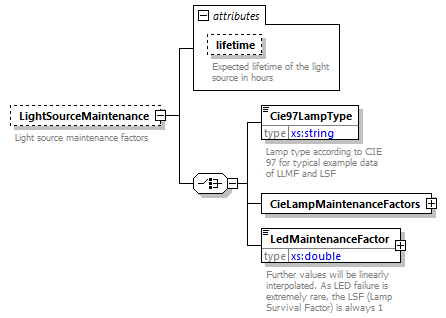 attributes
lifetime
Expected lifetime of the light
source in hours
LightSourceMaintenance
Light source maintenance factors
Cie97LampType
type xs:string
Lamp type according to CIE
97 for typical example data
of LLMF and LSF
CieLampMaintenanceFactors
LedMaintenanceFactor
type xs:double
Further values will be linearly
interpolated. As LED failure is
extremely rare, the LSF (Lamp
Survival Factor) is always 1